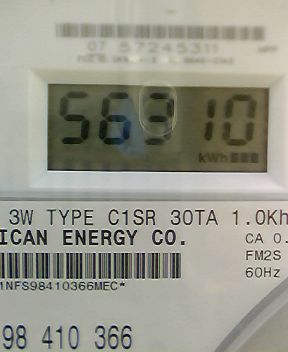 07 57245311
56310
kWh
3W TYPE C1SR 30TA 1.0Kh
ICAN ENERGY CO.
CA 0.
FM2S
60Hz
1NFS98410366MEC*
98 410 366